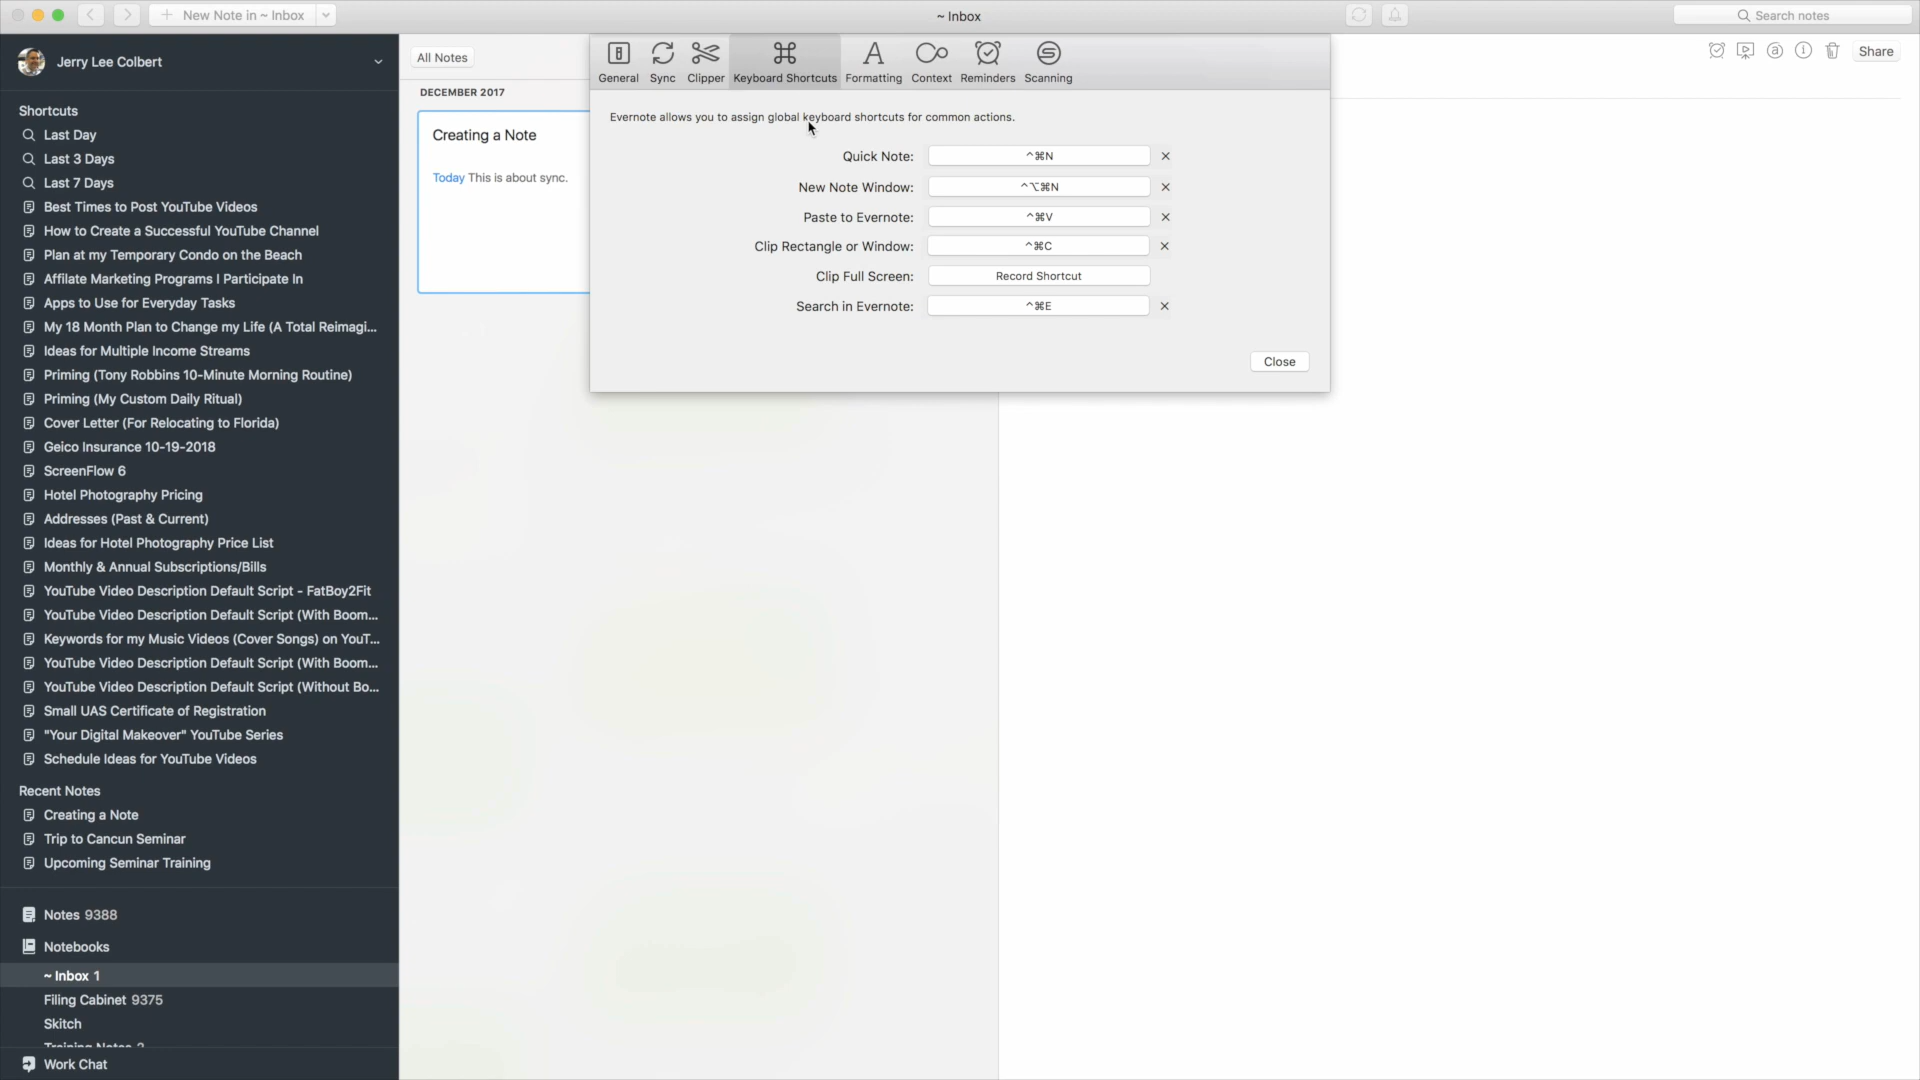 New Note in ~ Inbox
~ Inbox
Search notes
Jerry Lee Colbert
Shortcuts
Last Day
Last 3 Days
Last 7 Days
Best Times to Post YouTube Videos
How to Create a Successful YouTube Channel
Plan at my Temporary Condo on the Beach
Affilate Marketing Programs I Participate In
Apps to Use for Everyday Tasks
My 18 Month Plan to Change my Life (A Total Reimagi...
Ideas for Multiple Income Streams
Priming (Tony Robbins 10-Minute Morning Routine)
Priming (My Custom Daily Ritual)
Cover Letter (For Relocating to Florida)
Geico Insurance 10-19-2018
ScreenFlow 6
Hotel Photography Pricing
Addresses (Past & Current)
Ideas for Hotel Photography Price List
Monthly & Annual Subscriptions/Bills
YouTube Video Description Default Script - FatBoy2Fit
YouTube Video Description Default Script (With Boom...
Keywords for my Music Videos (Cover Songs) on YouT...
YouTube Video Description Default Script (With Boom...
YouTube Video Description Default Script (Without Bo...
Small UAS Certificate of Registration
"Your Digital Makeover" YouTube Series
Schedule Ideas for YouTube Videos
Recent Notes
Creating a Note
Trip to Cancun Seminar
Upcoming Seminar Training
Notes 9388
Notebooks
~ Inbox 1
Filing Cabinet 9375
Skitch
Training Notes 2
Work Chat
All Notes
DECEMBER 2017
Creating a Note
Today This is about sync.
General Sync Clipper Keyboard Shortcuts Formatting Context Reminders Scanning
Evernote allows you to assign global keyboard shortcuts for common actions.
Quick Note: ^⌘N
New Note Window: ^⌥⌘N
Paste to Evernote: ^⌘V
Clip Rectangle or Window: ^⌘C
Clip Full Screen: Record Shortcut
Search in Evernote: ^⌘E
Close
Share